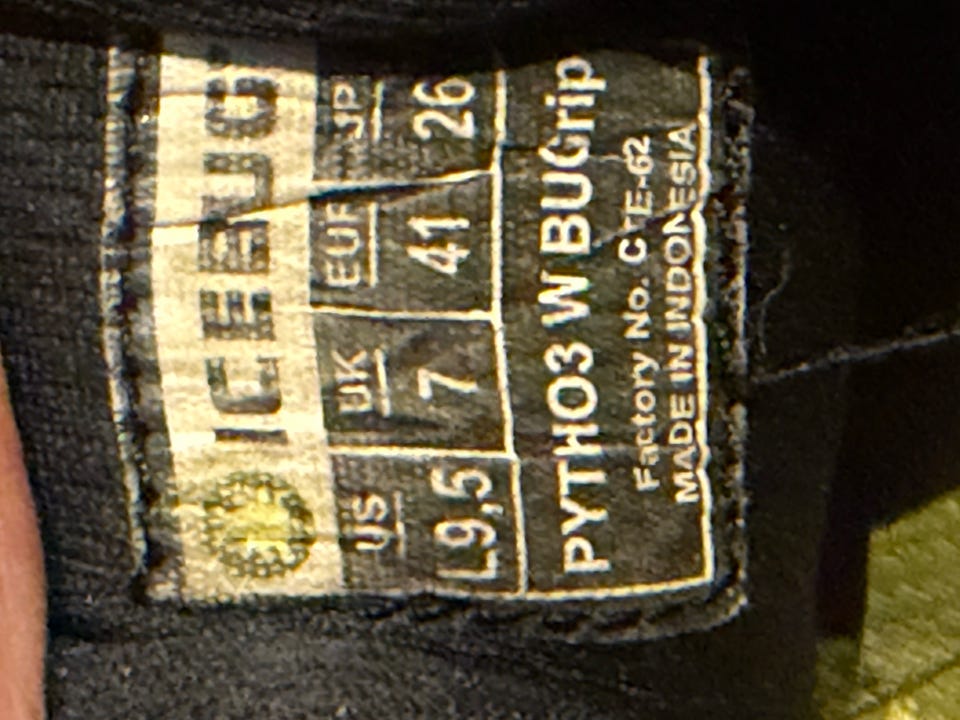 ICEBUG
US UK EUR JP
L9,5 7 41 26
PYTHO3 W BUGrip
Factory No. CTE-62
MADE IN INDONESIA